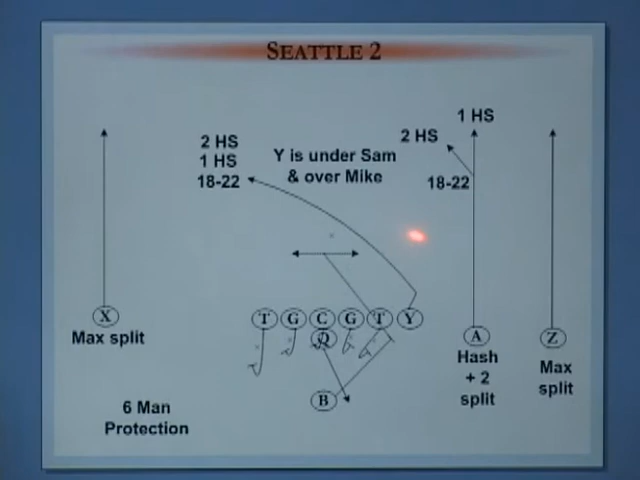 SEATTLE 2
1 HS
2 HS
2 HS
1 HS
18-22
Y is under Sam
& over Mike
18-22
X
Max split
T G C G T Y
Q
A
Hash
+ 2
split
Z
Max
split
B
6 Man
Protection